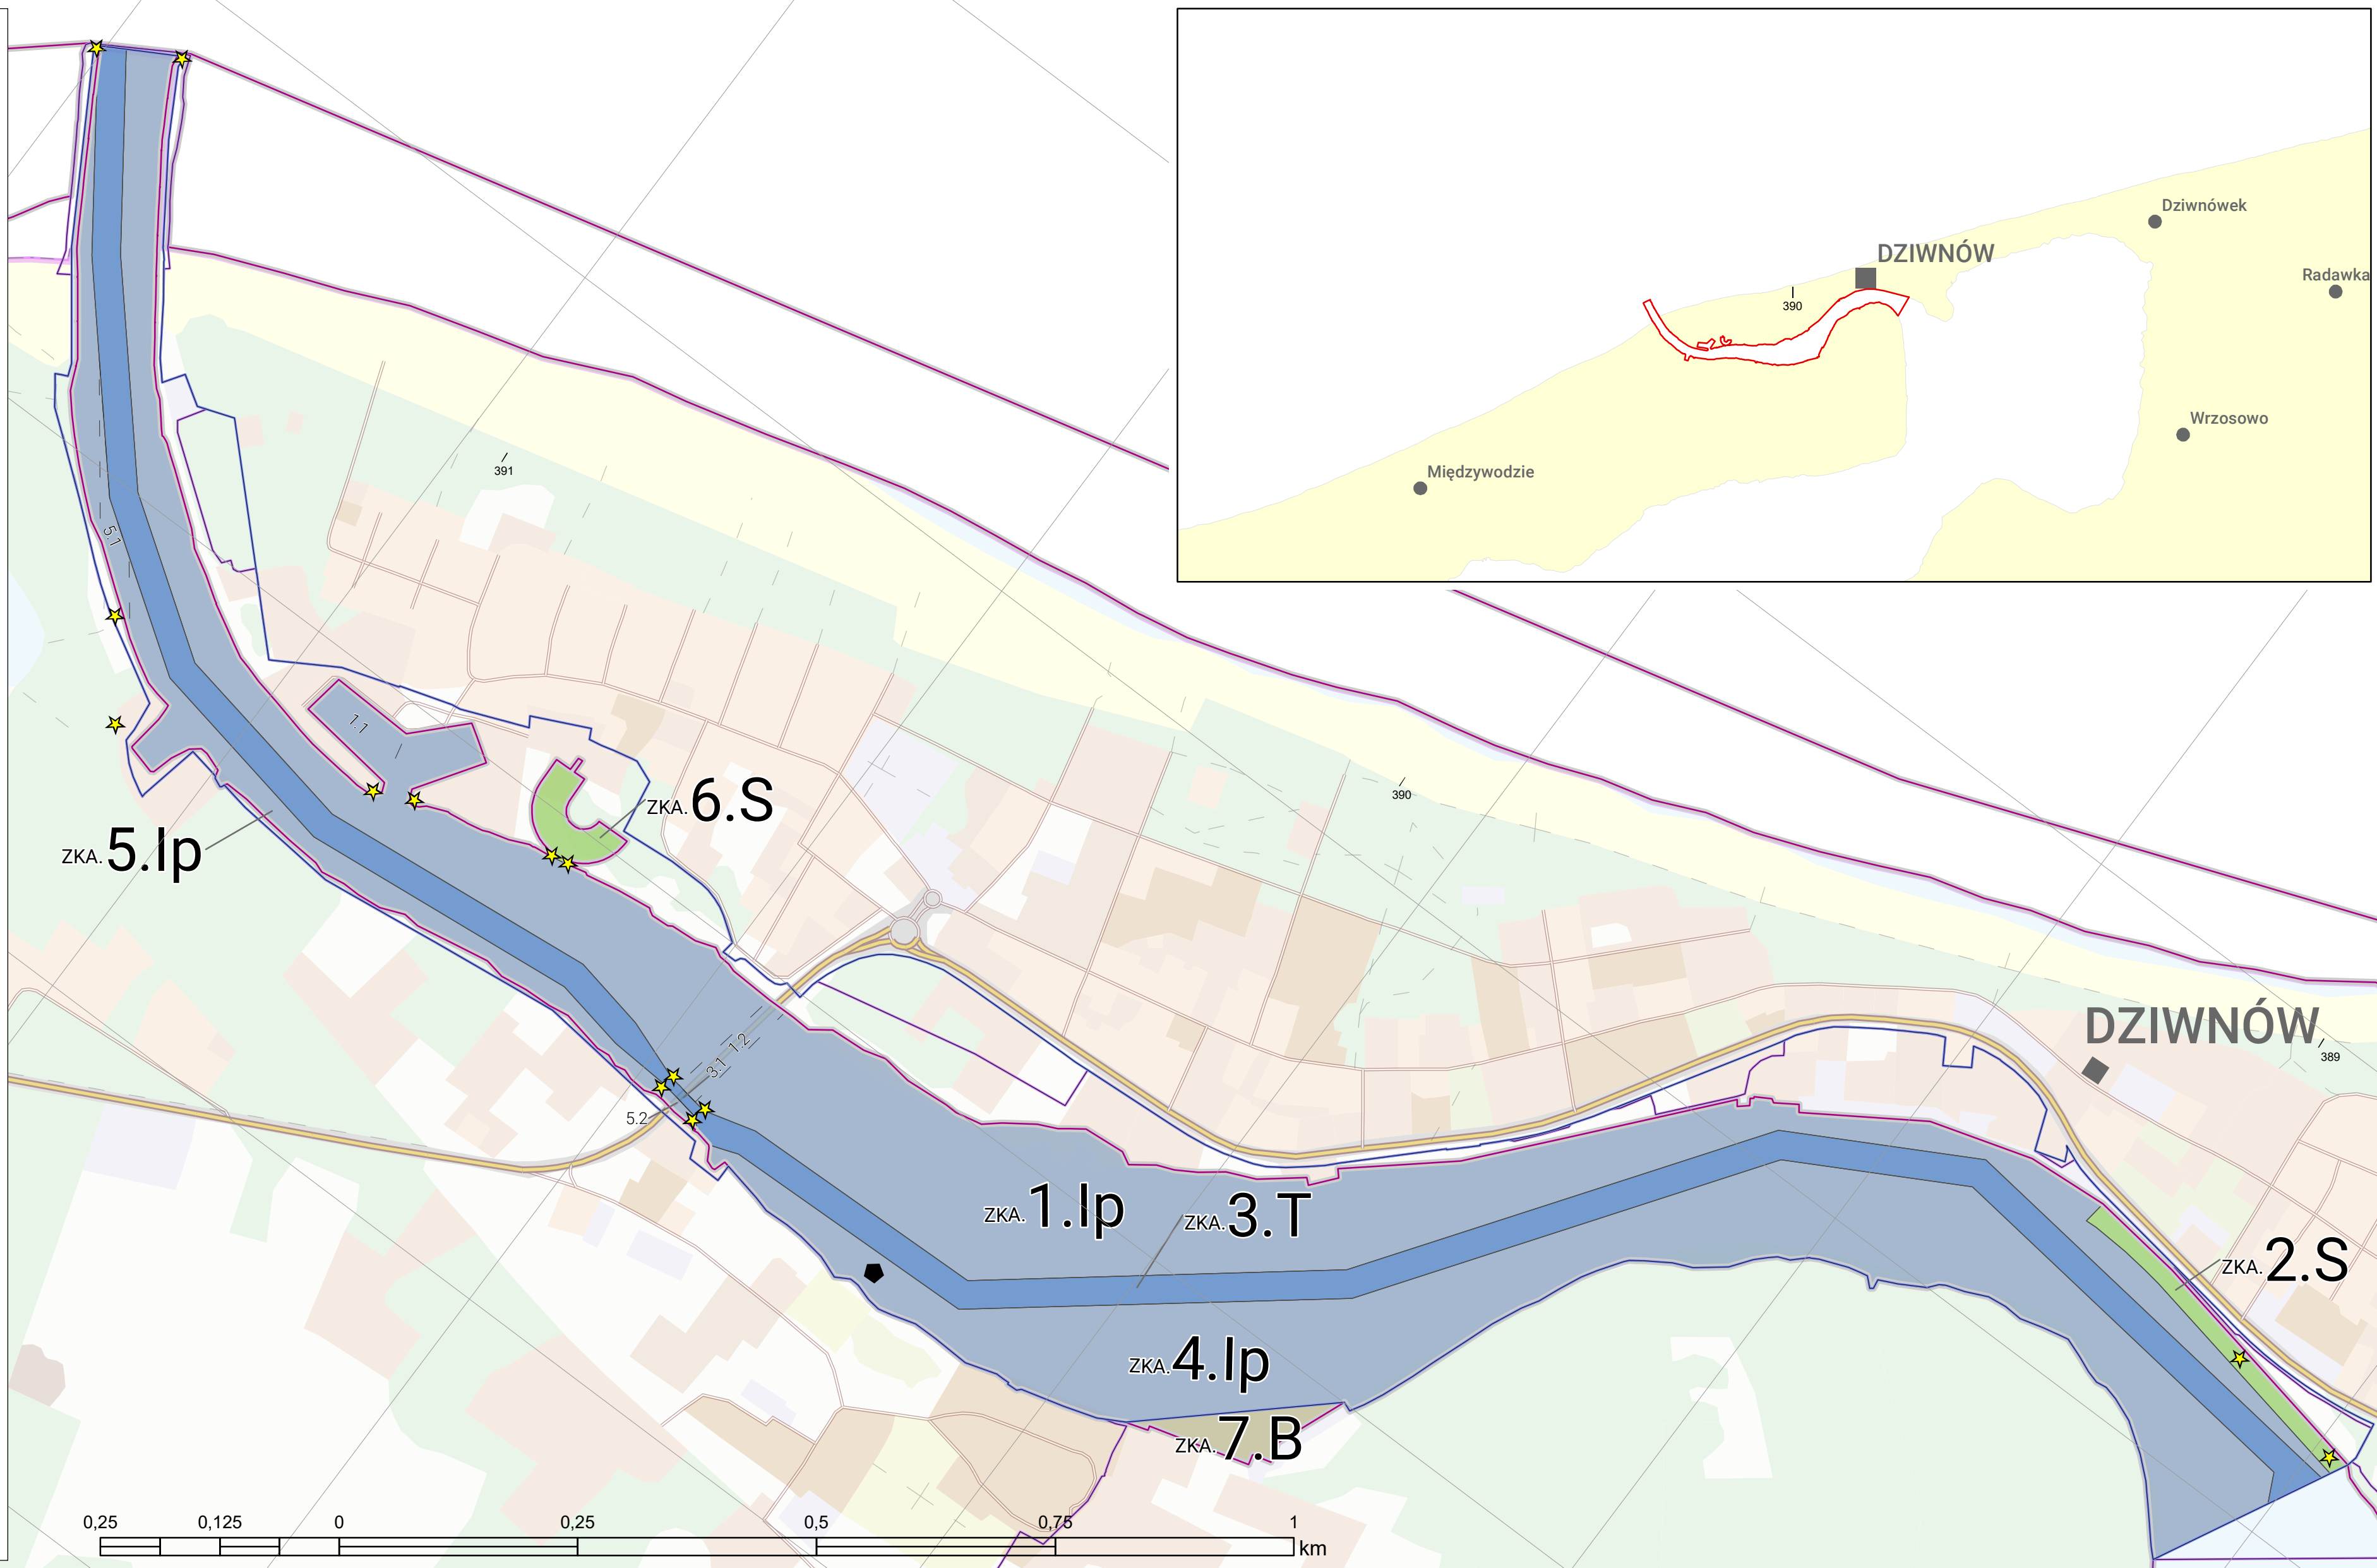 Dziwnówek
DZIWNÓW
Radawka
390
Wrzosowo
Międzywodzie
391
5.1
1.1
ZKA.6.S
390
ZKA.5.Ip
DZIWNÓW
389
1.2
3.1
5.2
ZKA.1.Ip
ZKA.3.T
ZKA.2.S
ZKA.4.Ip
ZKA.7.B
0,25 0,125 0 0,25 0,5 0,75 1
km